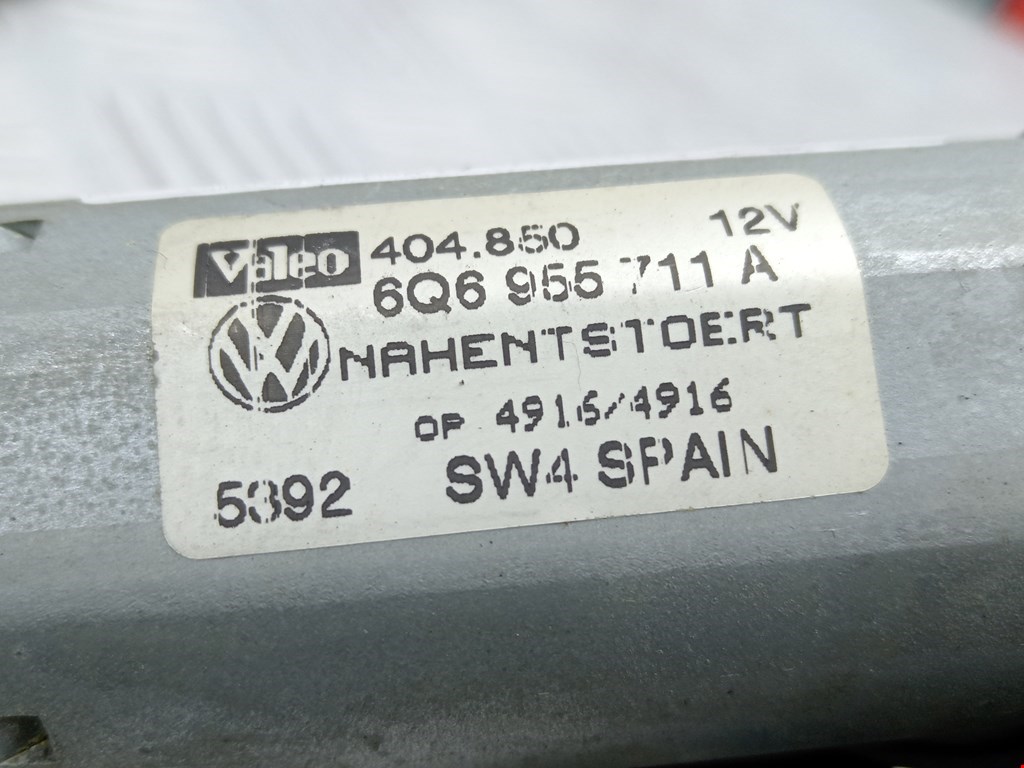 Valeo 404.850 12V
6Q6 955 711 A
NAHENTSTOERT
OP 4916/4916
5392 SW4 SPAIN